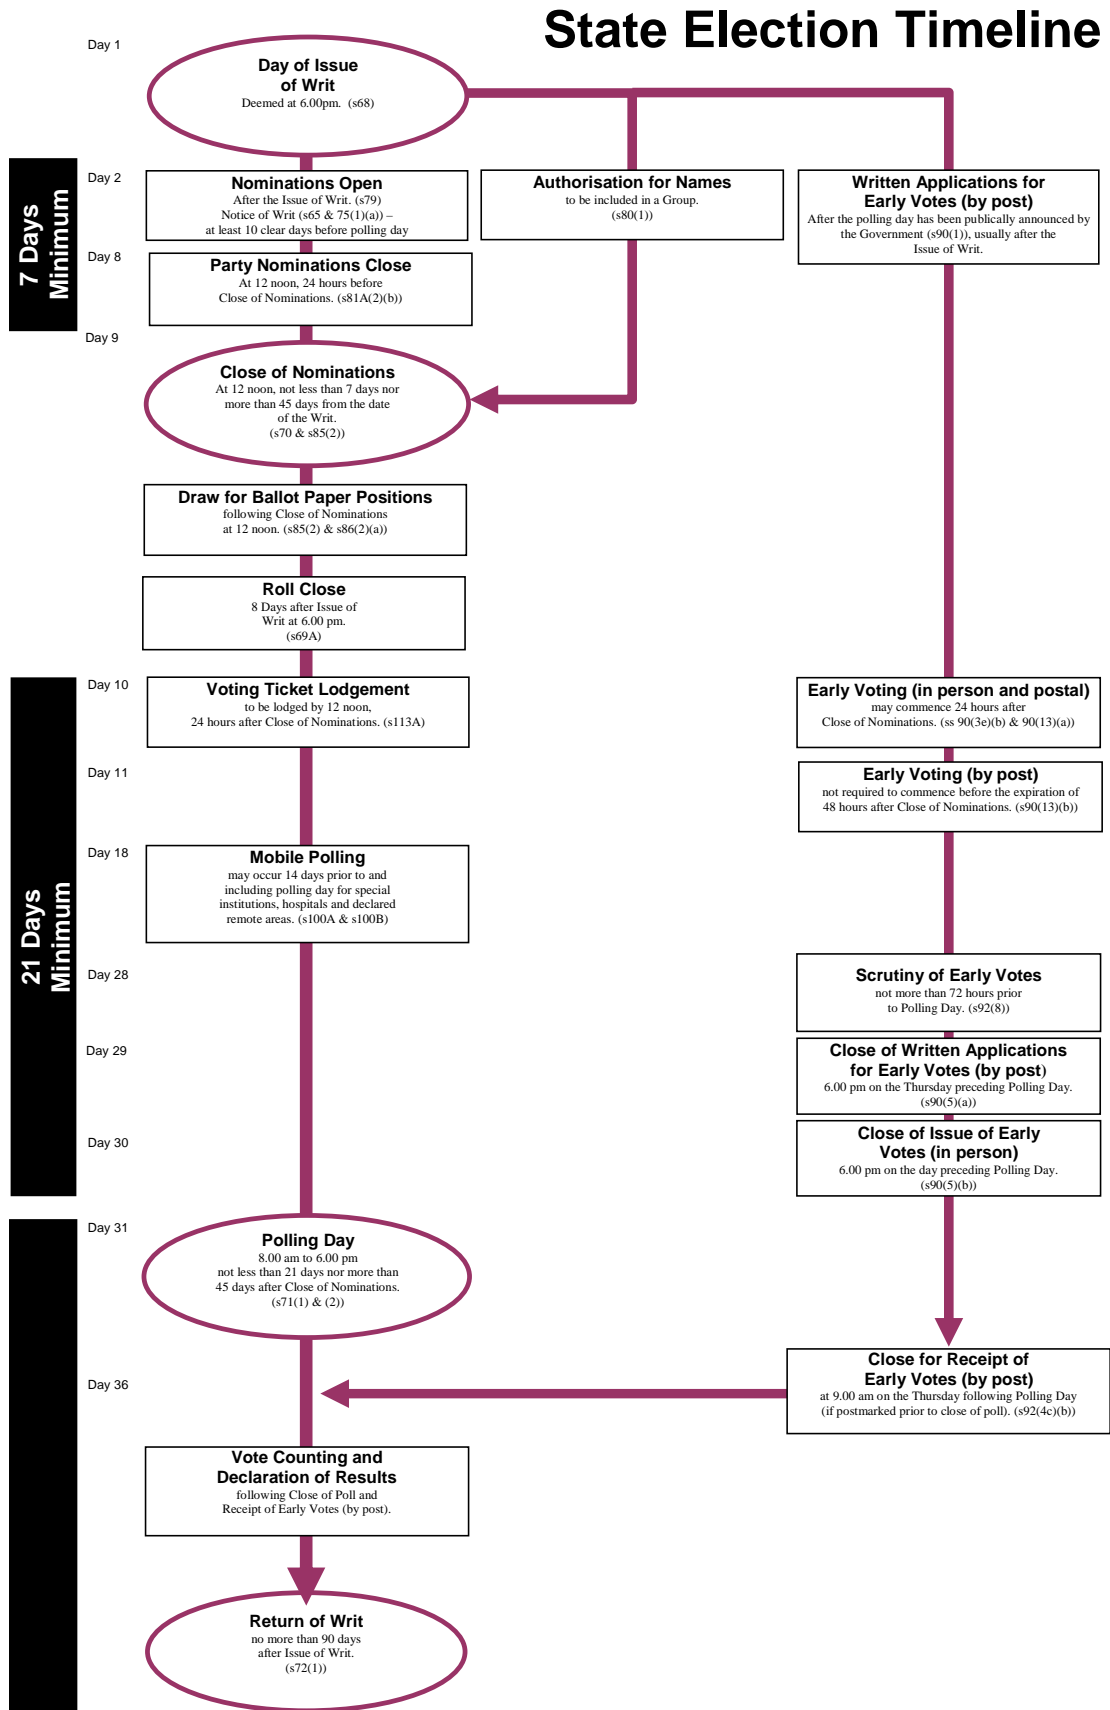 State Election Timeline
Day 1
Day of Issue
of Writ
Deemed at 6.00pm.  (s68)
7 Days
Minimum
Day 2
Nominations Open
After the Issue of Writ. (s79)
Notice of Writ (s65 & 75(1)(a)) –
at least 10 clear days before polling day
Authorisation for Names
to be included in a Group.
(s80(1))
Written Applications for
Early Votes (by post)
After the polling day has been publically announced by
the Government (s90(1)), usually after the
Issue of Writ.
Day 8
Party Nominations Close
At 12 noon, 24 hours before
Close of Nominations. (s81A(2)(b))
Day 9
Close of Nominations
At 12 noon, not less than 7 days nor
more than 45 days from the date
of the Writ.
(s70 & s85(2))
Draw for Ballot Paper Positions
following Close of Nominations
at 12 noon. (s85(2) & s86(2)(a))
Roll Close
8 Days after Issue of
Writ at 6.00 pm.
(s69A)
21 Days
Minimum
Day 10
Voting Ticket Lodgement
to be lodged by 12 noon,
24 hours after Close of Nominations. (s113A)
Early Voting (in person and postal)
may commence 24 hours after
Close of Nominations. (ss 90(3e)(b) & 90(13)(a))
Day 11
Early Voting (by post)
not required to commence before the expiration of
48 hours after Close of Nominations. (s90(13)(b))
Day 18
Mobile Polling
may occur 14 days prior to and
including polling day for special
institutions, hospitals and declared
remote areas. (s100A & s100B)
Day 28
Scrutiny of Early Votes
not more than 72 hours prior
to Polling Day. (s92(8))
Day 29
Close of Written Applications
for Early Votes (by post)
6.00 pm on the Thursday preceding Polling Day.
(s90(5)(a))
Day 30
Close of Issue of Early
Votes (in person)
6.00 pm on the day preceding Polling Day.
(s90(5)(b))
Day 31
Polling Day
8.00 am to 6.00 pm
not less than 21 days nor more than
45 days after Close of Nominations.
(s71(1) & (2))
Day 36
Close for Receipt of
Early Votes (by post)
at 9.00 am on the Thursday following Polling Day
(if postmarked prior to close of poll). (s92(4c)(b))
Vote Counting and
Declaration of Results
following Close of Poll and
Receipt of Early Votes (by post).
Return of Writ
no more than 90 days
after Issue of Writ.
(s72(1))